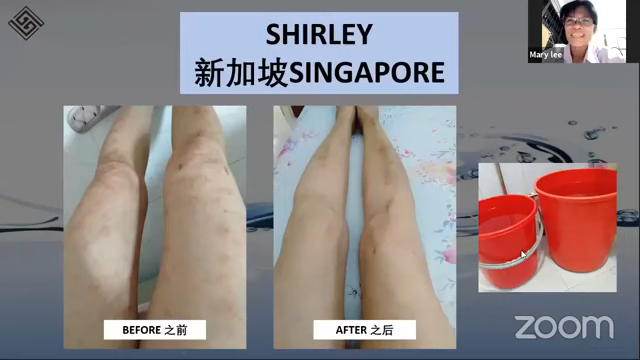 SHIRLEY
新加坡SINGAPORE
Mary lee
BEFORE 之前
AFTER 之后
zoom